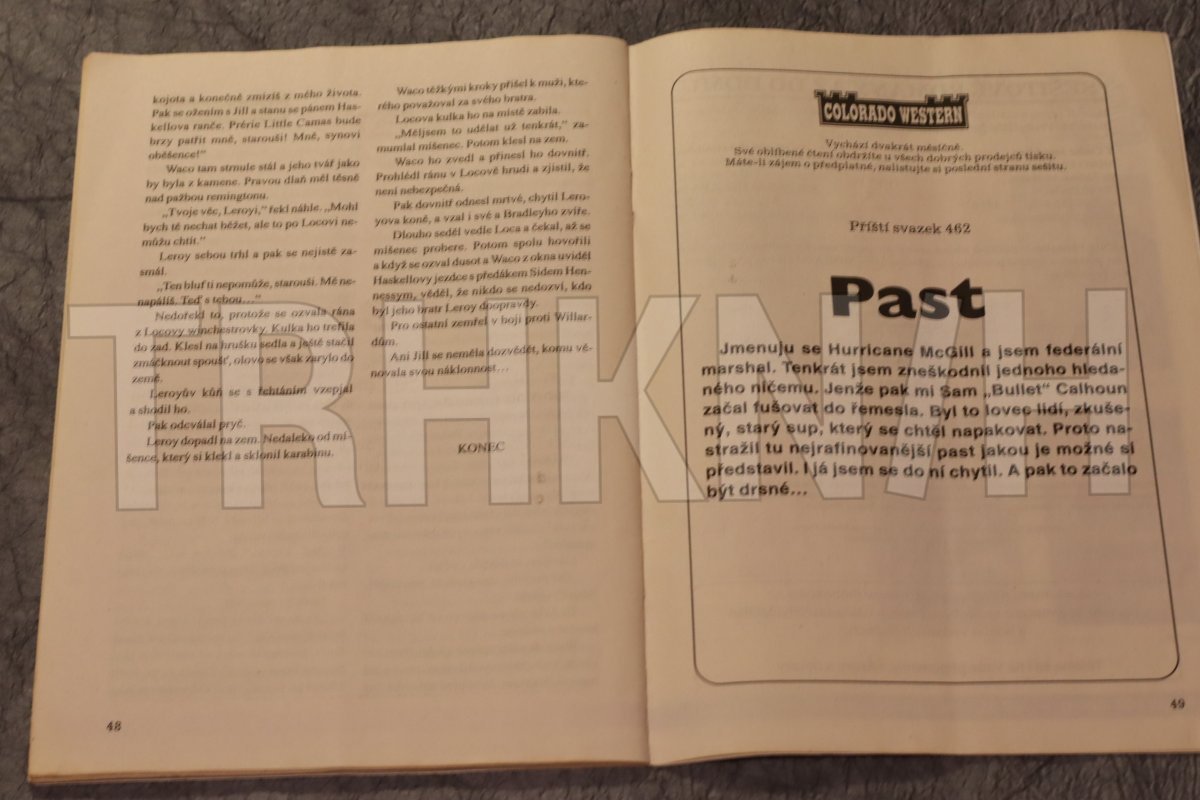 kojota a konečně zmizíš z mého života.
Pak se ožením s Jill a stanu se pánem Has-
kellova ranče. Prérie Little Camas bude
brzy patřit mně, starouši! Mně, synovi
oběšence!"
Waco tam strnule stál a jeho tvář jako
by byla z kamene. Pravou dlaň měl těsně
nad pažbou remingtonu.
„Tvoje věc, Leroyi," řekl náhle. „Mohl
bych tě nechat běžet, ale to po Locovi ne-
můžu chtít."
Leroy sebou trhl a pak se nejistě za-
smál.
„Ten bluf ti nepomůže, starouši. Mě ne-
napálíš. Teď s tebou..."
Nedořekl to, protože se ozvala rána
z Locovy winchestrovky. Kulka ho trefila
do zad. Klesl na hrušku sedla a ještě stačil
zmáčknout spoušť, olovo se však zarylo do
země.
Leroyův kůň se s řehtáním vzepjal
a shodil ho.
Pak odcválal pryč.
Leroy dopadl na zem. Nedaleko od mí-
šence, který si klekl a sklonil karabinu.
48
Waco těžkými kroky přišel k muži, kte-
rého považoval za svého bratra.
Locova kulka ho na místě zabila.
„Měljsem to udělat už tenkrát," za-
mumlal míšenec. Potom klesl na zem.
Waco ho zvedl a přinesl ho dovnitř.
Prohlédl ránu v Locově hrudi a zjistil, že
není nebezpečná.
Pak dovnitř odnesl mrtvé, chytil Lero-
yova koně, a vzal i své a Bradleyho zvíře.
Dlouho seděl vedle Loca a čekal, až se
míšenec probere. Potom spolu hovořili
a když se ozval dusot a Waco z okna uviděl
Haskellovy jezdce s předákem Sidem Hen-
nessym, věděl, že nikdo se nedozví, kdo
byl jeho bratr Leroy doopravdy.
Pro ostatní zemřel v boji proti Willar-
dům.
Ani Jill se neměla dozvědět, komu vě-
novala svou náklonnost...
KONEC
COLORADO WESTERN
Vychází dvakrát měsíčně.
Své oblíbené čtení obdržíte u všech dobrých prodejců tisku.
Máte-li zájem o předplatné, nalistujte si poslední stranu sešitu.
Příští svazek 462
Past
Jmenuju se Hurricane McGill a jsem federální
marshal. Tenkrát jsem zneškodnil jednoho hleda-
ného ničemu. Jenže pak mi Sam „Bullet" Calhoun
začal fušovat do řemesla. Byl to lovec lidí, zkuše-
ný, starý sup, který se chtěl napakovat. Proto na-
stražil tu nejrafinovanější past jakou je možné si
představil. I já jsem se do ní chytil. A pak to začalo
být drsné...
49
TRHKNIH